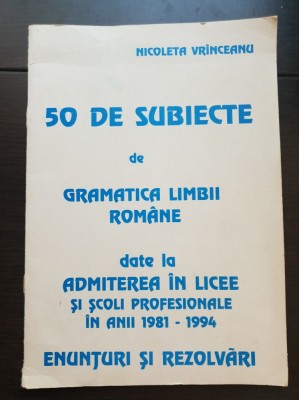 NICOLETA VRÎNCEANU
50 DE SUBIECTE
de
GRAMATICA LIMBII
ROMÂNE
date la
ADMITEREA ÎN LICEE
ȘI ȘCOLI PROFESIONALE
ÎN ANII 1981 - 1994
ENUNȚURI ȘI REZOLVĂRI